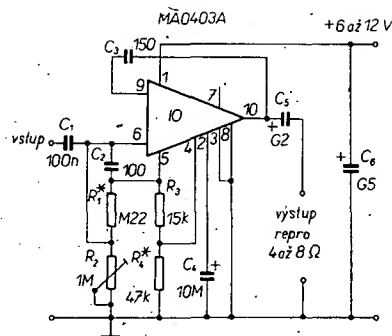 MA0403A
+6 až 12 V
C3 150
1
9
7
IO
10
C5
G2
vstup
C1
100n
6
C2
100
5
4
2
3
8
R1*
M22
R3
15k
R2
1M
R4*
47k
C4
10M
výstup
repro
4 až 8 Ω
C6
G5
+
+
+